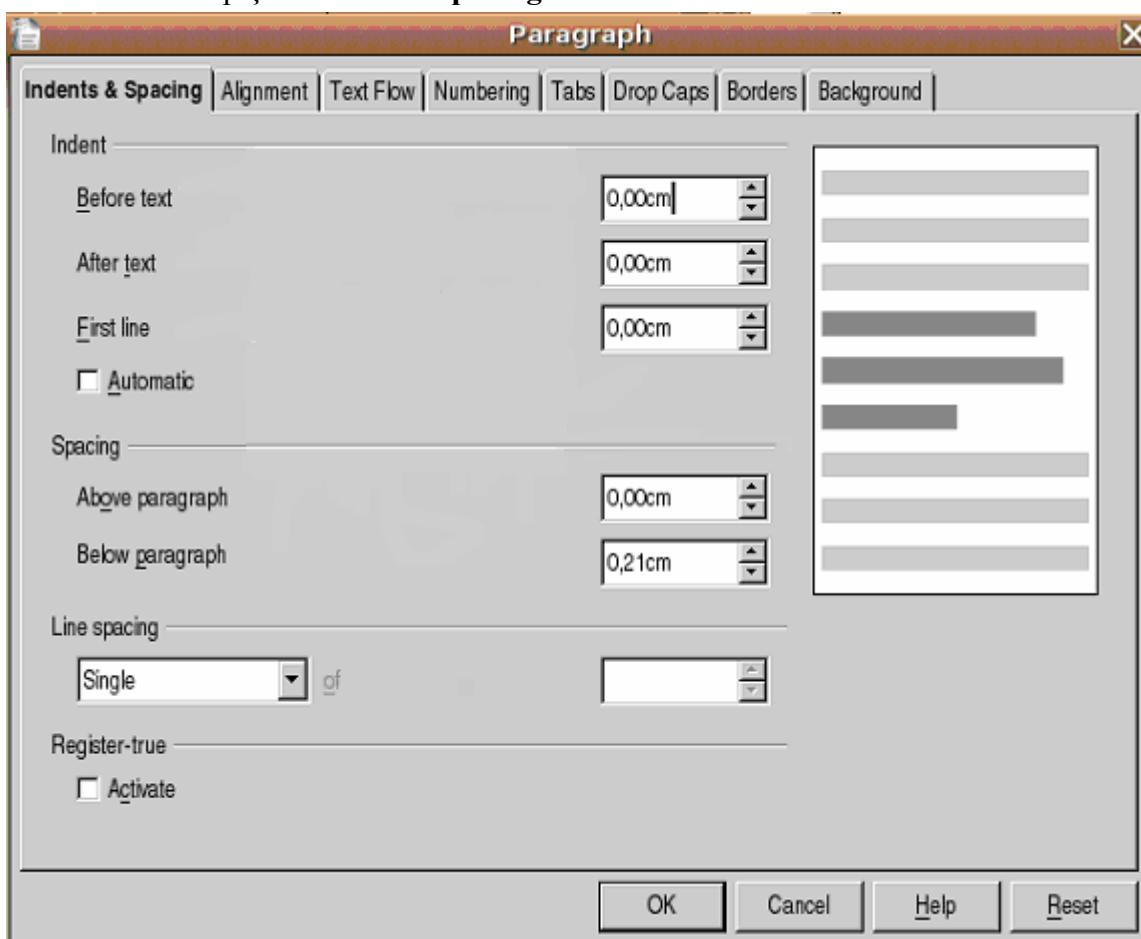 Paragraph
Indents & Spacing Alignment Text Flow Numbering Tabs Drop Caps Borders Background
Indent
Before text 0,00cm
After text 0,00cm
First line 0,00cm
Automatic
Spacing
Above paragraph 0,00cm
Below paragraph 0,21cm
Line spacing
Single of
Register-true
Activate
OK Cancel Help Reset